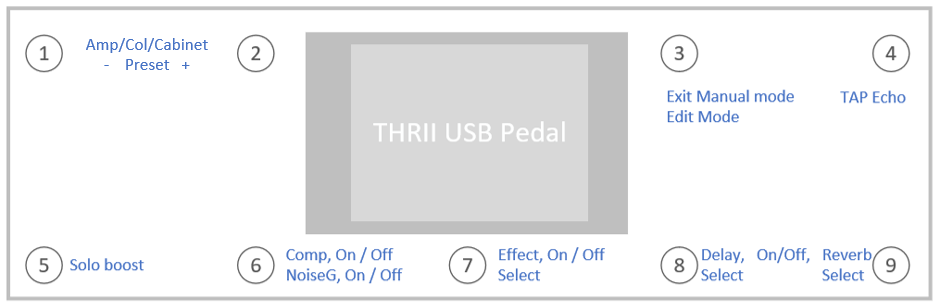 1 Amp/Col/Cabinet 2 3 4
- Preset +
Exit Manual mode TAP Echo
Edit Mode
THRII USB Pedal
5 Solo boost 6 Comp, On / Off 7 Effect, On / Off 8 Delay, On/Off, Reverb 9
NoiseG, On / Off Select Select Select